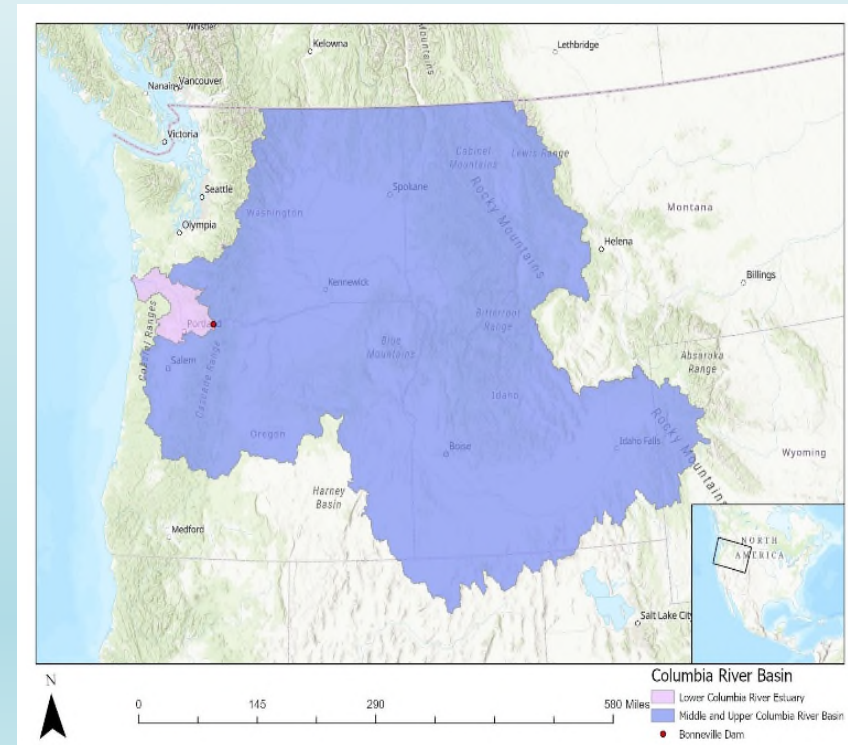 Whistler
Kelowna
Mountains
Lethbridge
Vancouver
Nanaimo
Victoria
Cabinet
Mountains
Lewis Range
Seattle
Spokane
Rocky Mountains
Washington
Montana
Olympia
Helena
Kennewick
Billings
Coastal Ranges
Portland
Bitterroot
Range
Blue
Mountains
Salem
Cascade Range
Absaroka
Range
Idaho
Oregon
Rocky Mountains
Idaho Falls
Boise
Wyoming
Harney
Basin
Medford
NORTH
AMERICA
Salt Lake City
N
0 145 290 580 Miles
Columbia River Basin
Lower Columbia River Estuary
Middle and Upper Columbia River Basin
Bonneville Dam